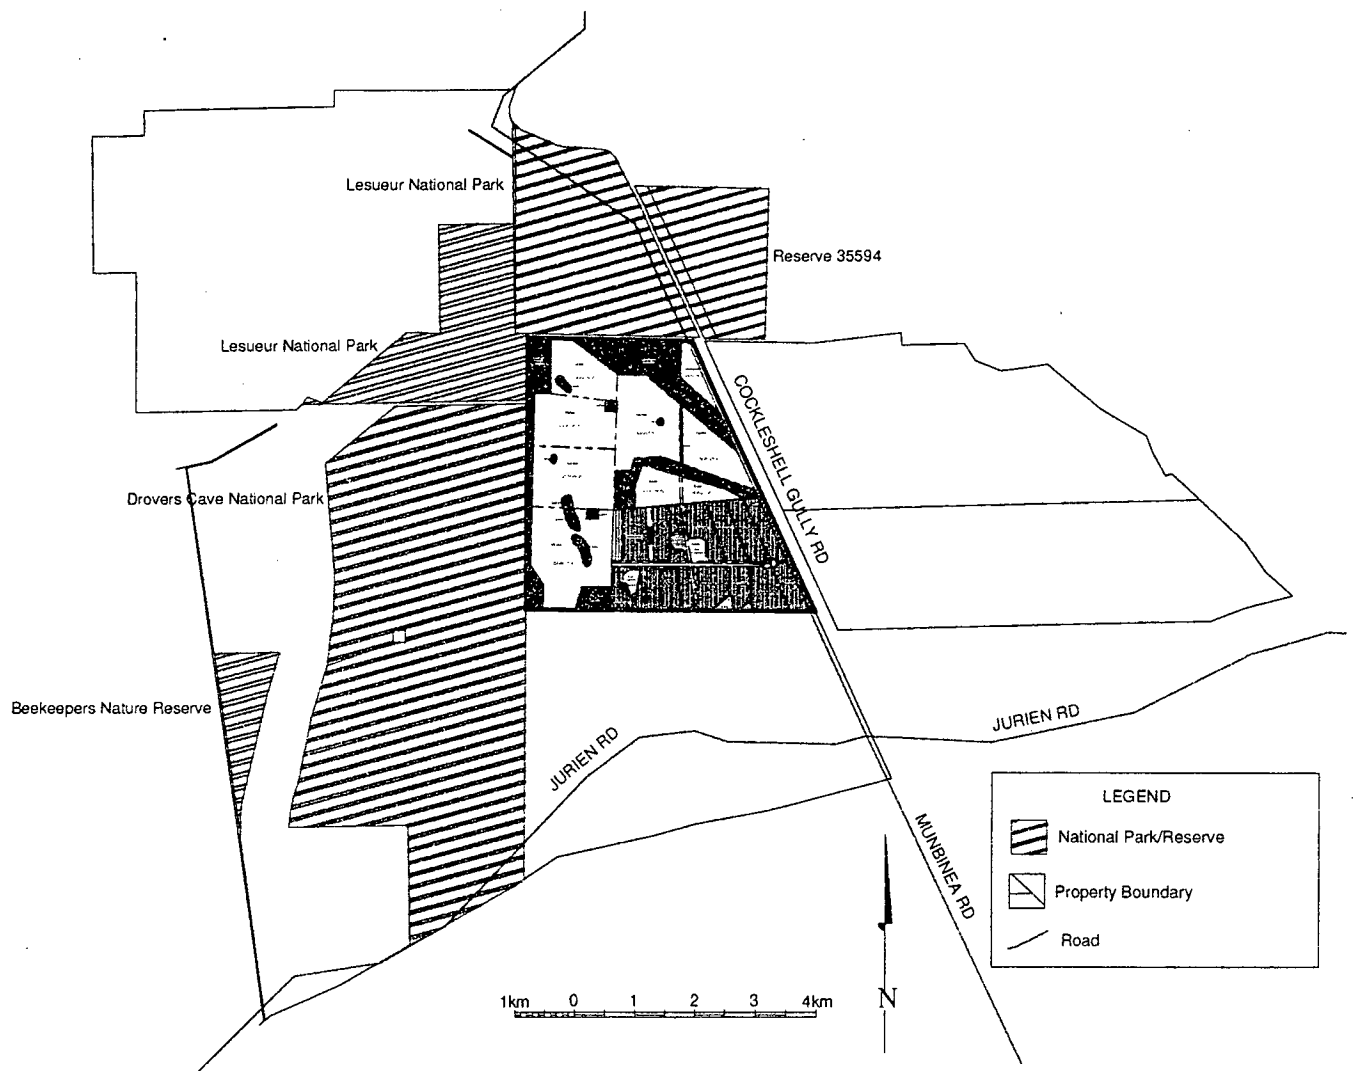 Lesueur National Park
Reserve 35594
Lesueur National Park
COCKLESHELL GULLY RD
Drovers Cave National Park
Beekeepers Nature Reserve
JURIEN RD
JURIEN RD
MUNBINEA RD
LEGEND
National Park/Reserve
Property Boundary
Road
1km 0 1 2 3 4km
N